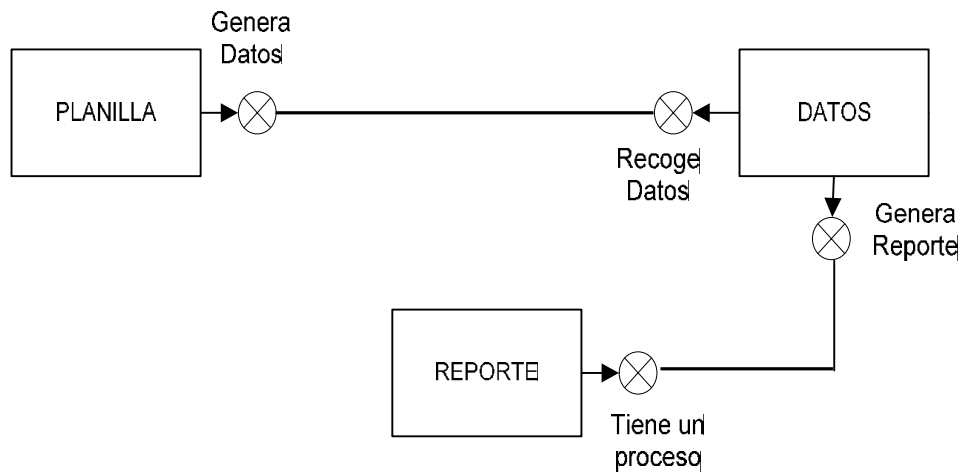 Genera
Datos
PLANILLA
DATOS
Recoge
Datos
Genera
Reporte
REPORTE
Tiene un
proceso